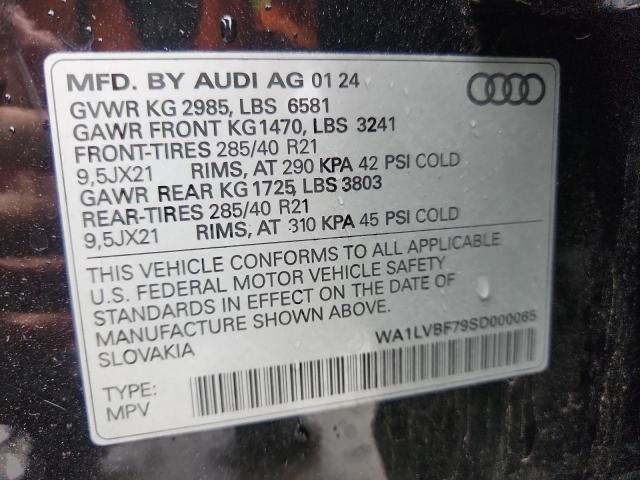 MFD. BY AUDI AG 01 24
GVWR KG 2985, LBS 6581
GAWR FRONT KG1470, LBS 3241
FRONT-TIRES 285/40 R21
9,5JX21 RIMS, AT 290 KPA 42 PSI COLD
GAWR REAR KG 1725 LBS 3803
REAR-TIRES 285/40 R21
9,5JX21 RIMS, AT 310 KPA 45 PSI COLD
THIS VEHICLE CONFORMS TO ALL APPLICABLE
U.S. FEDERAL MOTOR VEHICLE SAFETY
STANDARDS IN EFFECT ON THE DATE OF
MANUFACTURE SHOWN ABOVE.
SLOVAKIA
WA1LVBF79SD000065
TYPE:
MPV